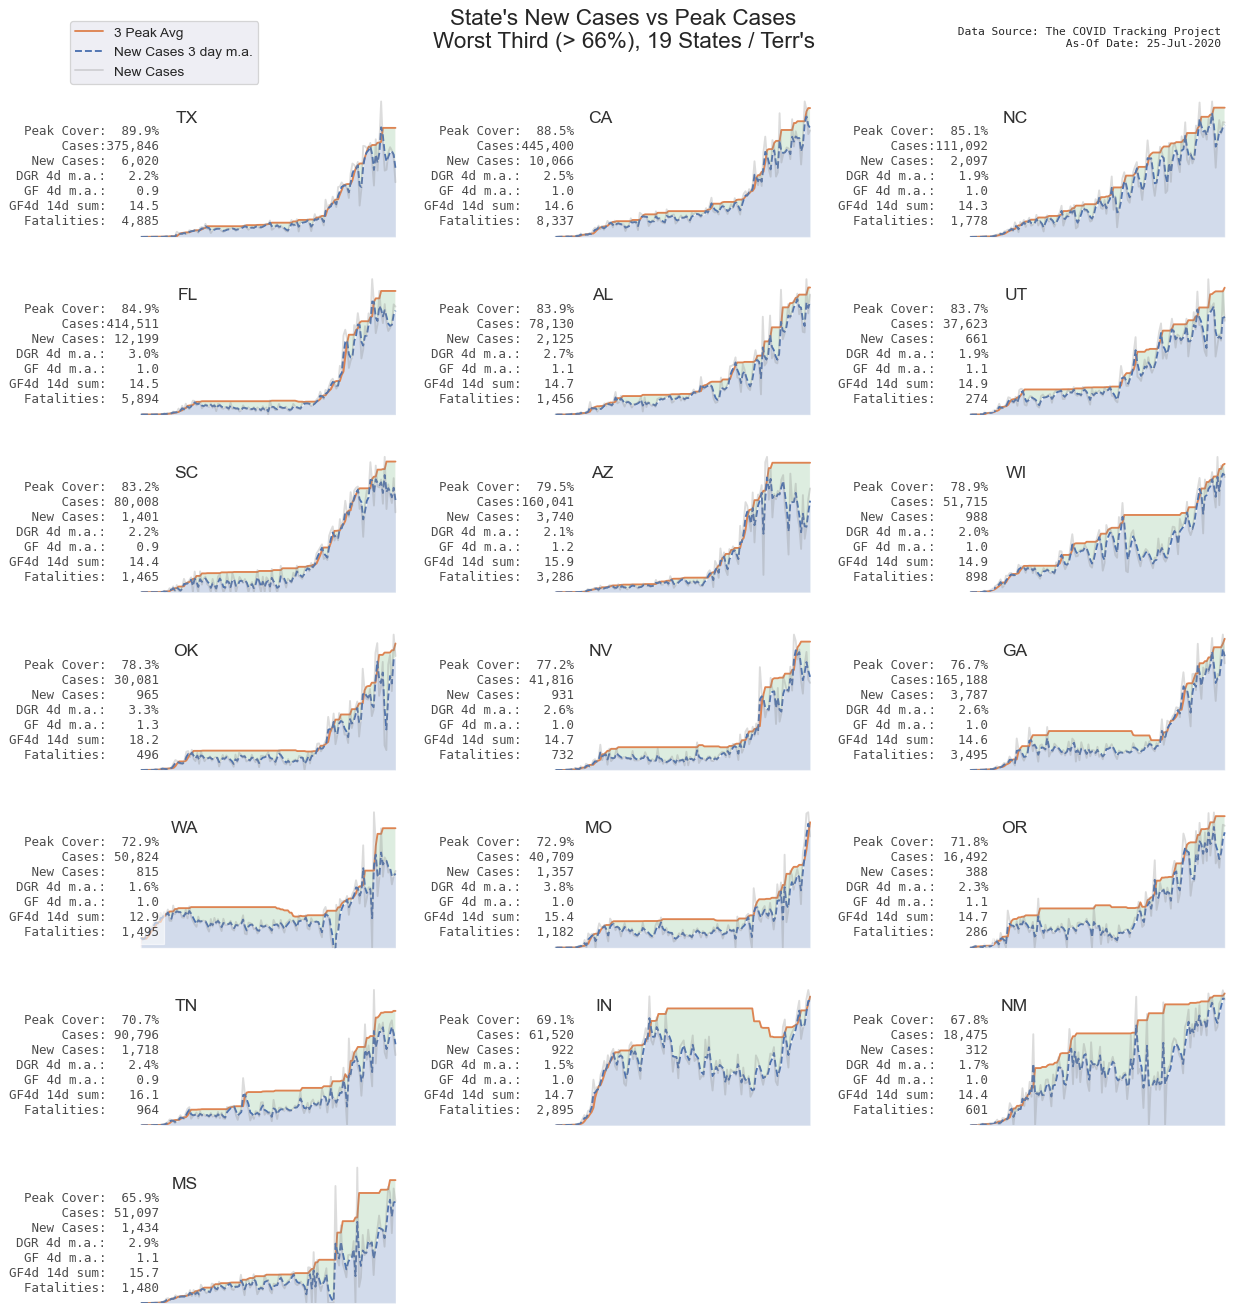 State's New Cases vs Peak Cases
Worst Third (> 66%), 19 States / Terr's
3 Peak Avg
New Cases 3 day m.a.
New Cases
Data Source: The COVID Tracking Project
As-Of Date: 25-Jul-2020
TX
Peak Cover: 89.9%
Cases:375,846
New Cases: 6,020
DGR 4d m.a.: 2.2%
GF 4d m.a.: 0.9
GF4d 14d sum: 14.5
Fatalities: 4,885
CA
Peak Cover: 88.5%
Cases:445,400
New Cases: 10,066
DGR 4d m.a.: 2.5%
GF 4d m.a.: 1.0
GF4d 14d sum: 14.6
Fatalities: 8,337
NC
Peak Cover: 85.1%
Cases:111,092
New Cases: 2,097
DGR 4d m.a.: 1.9%
GF 4d m.a.: 1.0
GF4d 14d sum: 14.3
Fatalities: 1,778
FL
Peak Cover: 84.9%
Cases:414,511
New Cases: 12,199
DGR 4d m.a.: 3.0%
GF 4d m.a.: 1.0
GF4d 14d sum: 14.5
Fatalities: 5,894
AL
Peak Cover: 83.9%
Cases: 78,130
New Cases: 2,125
DGR 4d m.a.: 2.7%
GF 4d m.a.: 1.1
GF4d 14d sum: 14.7
Fatalities: 1,456
UT
Peak Cover: 83.7%
Cases: 37,623
New Cases: 661
DGR 4d m.a.: 1.9%
GF 4d m.a.: 1.1
GF4d 14d sum: 14.9
Fatalities: 274
SC
Peak Cover: 83.2%
Cases: 80,008
New Cases: 1,401
DGR 4d m.a.: 2.2%
GF 4d m.a.: 0.9
GF4d 14d sum: 14.4
Fatalities: 1,465
AZ
Peak Cover: 79.5%
Cases:160,041
New Cases: 3,740
DGR 4d m.a.: 2.1%
GF 4d m.a.: 1.2
GF4d 14d sum: 15.9
Fatalities: 3,286
WI
Peak Cover: 78.9%
Cases: 51,715
New Cases: 988
DGR 4d m.a.: 2.0%
GF 4d m.a.: 1.0
GF4d 14d sum: 14.9
Fatalities: 898
OK
Peak Cover: 78.3%
Cases: 30,081
New Cases: 965
DGR 4d m.a.: 3.3%
GF 4d m.a.: 1.3
GF4d 14d sum: 18.2
Fatalities: 496
NV
Peak Cover: 77.2%
Cases: 41,816
New Cases: 931
DGR 4d m.a.: 2.6%
GF 4d m.a.: 1.0
GF4d 14d sum: 14.7
Fatalities: 732
GA
Peak Cover: 76.7%
Cases:165,188
New Cases: 3,787
DGR 4d m.a.: 2.6%
GF 4d m.a.: 1.0
GF4d 14d sum: 14.6
Fatalities: 3,495
WA
Peak Cover: 72.9%
Cases: 50,824
New Cases: 815
DGR 4d m.a.: 1.6%
GF 4d m.a.: 1.0
GF4d 14d sum: 12.9
Fatalities: 1,495
MO
Peak Cover: 72.9%
Cases: 40,709
New Cases: 1,357
DGR 4d m.a.: 3.8%
GF 4d m.a.: 1.0
GF4d 14d sum: 15.4
Fatalities: 1,182
OR
Peak Cover: 71.8%
Cases: 16,492
New Cases: 388
DGR 4d m.a.: 2.3%
GF 4d m.a.: 1.1
GF4d 14d sum: 14.7
Fatalities: 286
TN
Peak Cover: 70.7%
Cases: 90,796
New Cases: 1,718
DGR 4d m.a.: 2.4%
GF 4d m.a.: 0.9
GF4d 14d sum: 16.1
Fatalities: 964
IN
Peak Cover: 69.1%
Cases: 61,520
New Cases: 922
DGR 4d m.a.: 1.5%
GF 4d m.a.: 1.0
GF4d 14d sum: 14.7
Fatalities: 2,895
NM
Peak Cover: 67.8%
Cases: 18,475
New Cases: 312
DGR 4d m.a.: 1.7%
GF 4d m.a.: 1.0
GF4d 14d sum: 14.4
Fatalities: 601
MS
Peak Cover: 65.9%
Cases: 51,097
New Cases: 1,434
DGR 4d m.a.: 2.9%
GF 4d m.a.: 1.1
GF4d 14d sum: 15.7
Fatalities: 1,480